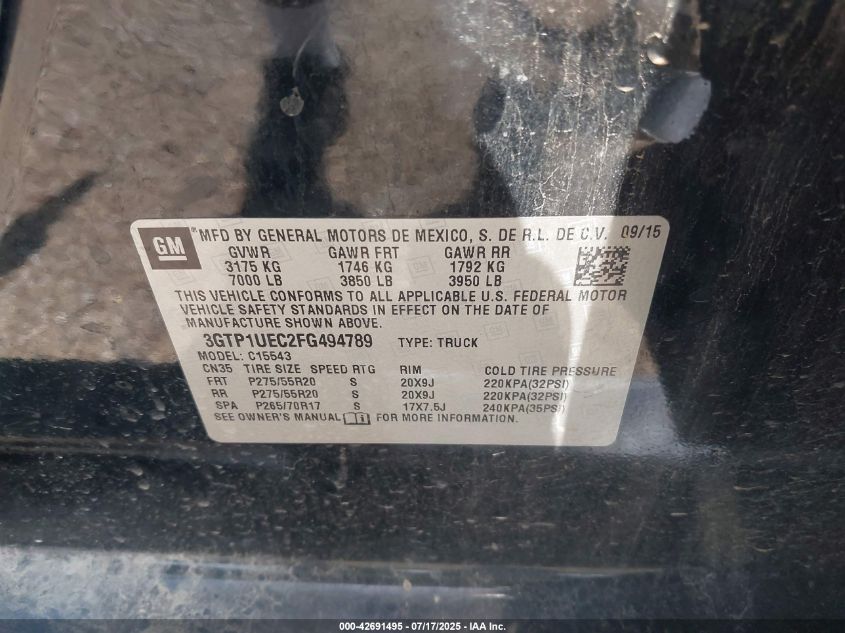 GM ® MFD BY GENERAL MOTORS DE MEXICO, S. DE R.L. DE C.V. 09/15
GVWR GAWR FRT GAWR RR
3175 KG 1746 KG 1792 KG
7000 LB 3850 LB 3950 LB
THIS VEHICLE CONFORMS TO ALL APPLICABLE U.S. FEDERAL MOTOR
VEHICLE SAFETY STANDARDS IN EFFECT ON THE DATE OF
MANUFACTURE SHOWN ABOVE.
3GTP1UEC2FG494789 TYPE: TRUCK
MODEL: C15543
CN35 TIRE SIZE SPEED RTG RIM COLD TIRE PRESSURE
FRT P275/55R20 S 20X9J 220KPA(32PSI)
RR P275/55R20 S 20X9J 220KPA(32PSI)
SPA P265/70R17 S 17X7.5J 240KPA(35PSI)
SEE OWNER'S MANUAL FOR MORE INFORMATION.
000-42691495 - 07/17/2025 - IAA Inc.